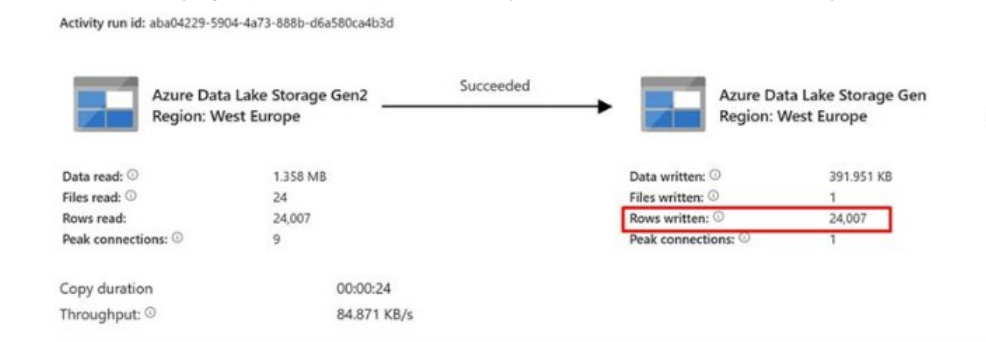 Activity run id: aba04229-5904-4a73-888b-d6a580ca4b3d
Succeeded
Azure Data Lake Storage Gen2
Region: West Europe
Azure Data Lake Storage Gen
Region: West Europe
Data read: 1.358 MB
Files read: 24
Rows read: 24,007
Peak connections: 9
Data written: 391.951 KB
Files written: 1
Rows written: 24,007
Peak connections: 1
Copy duration 00:00:24
Throughput: 84.871 KB/s